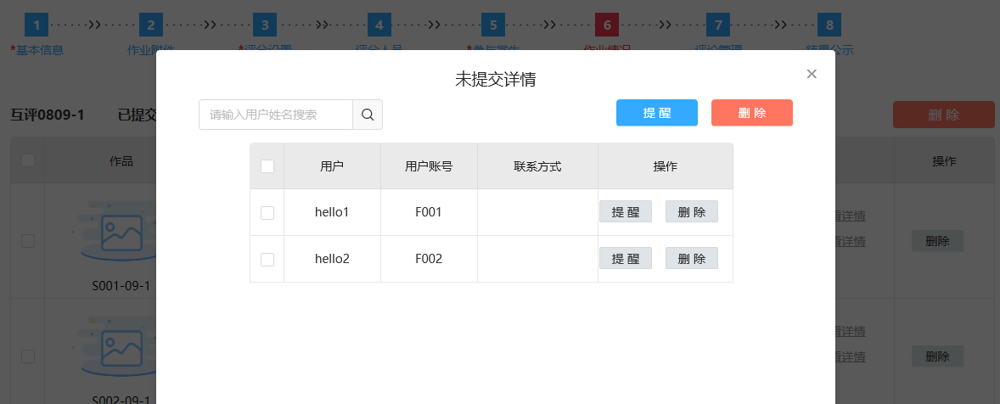 1 2 3 4 5 6 7 8
*基本信息 作业附件 *评分设置 评分人员 *参与学生 作业情况 评论管理 结果公示
未提交详情
互评0809-1 已提交
请输入用户姓名搜索 提 醒 删 除
删 除
作品 操作
用户 用户账号 联系方式 操作
hello1 F001 提 醒 删 除
详情
详情 删除
hello2 F002 提 醒 删 除
S001-09-1
详情
详情 删除
S002-09-1